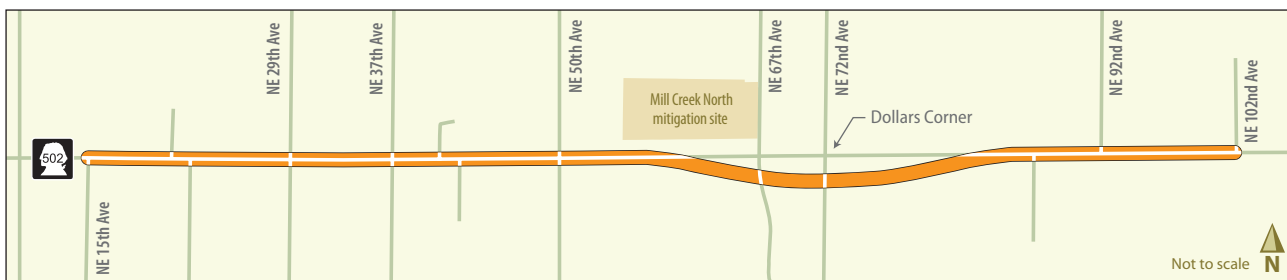 NE 29th Ave
NE 37th Ave
NE 50th Ave
NE 67th Ave
NE 72nd Ave
NE 92nd Ave
NE 102nd Ave
Mill Creek North
mitigation site
Dollars Corner
502
NE 15th Ave
Not to scale
N